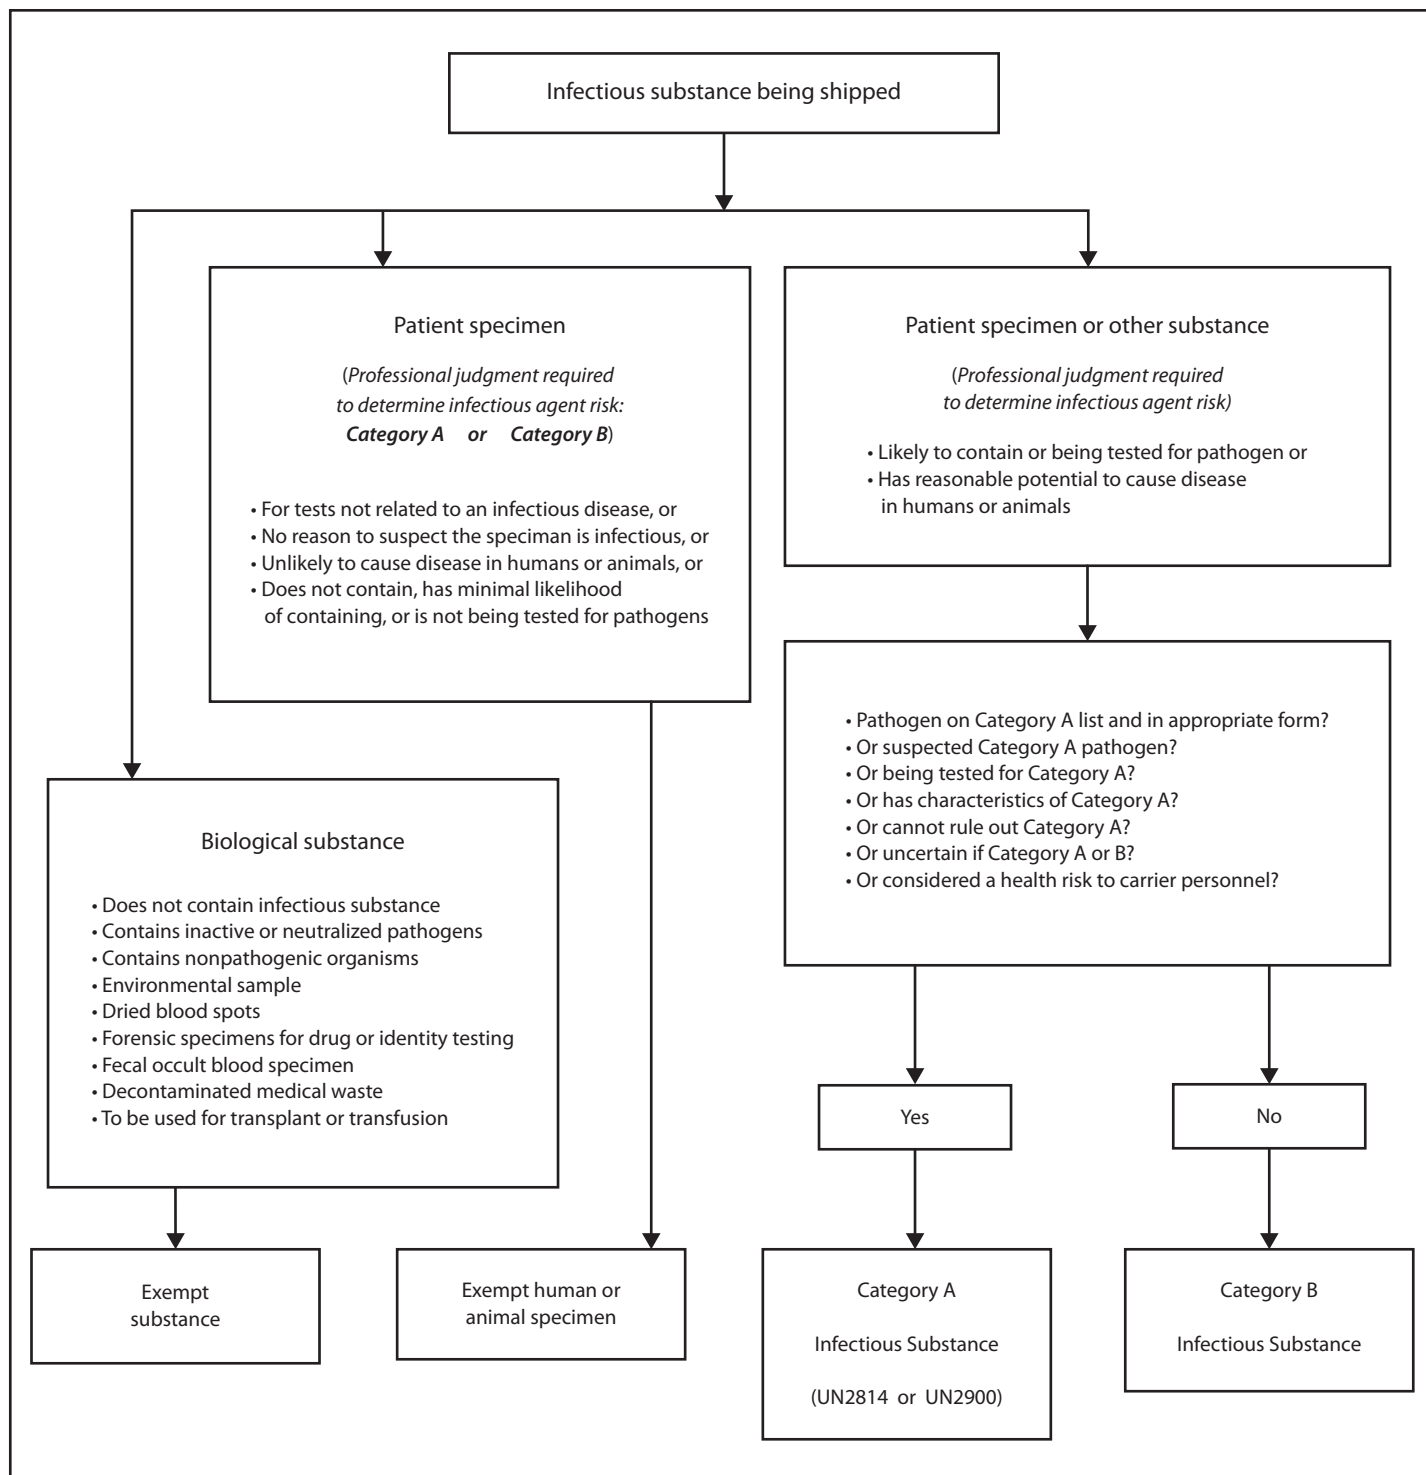 Infectious substance being shipped
Patient specimen
(Professional judgment required
to determine infectious agent risk:
Category A or Category B)
• For tests not related to an infectious disease, or
• No reason to suspect the speciman is infectious, or
• Unlikely to cause disease in humans or animals, or
• Does not contain, has minimal likelihood
of containing, or is not being tested for pathogens
Patient specimen or other substance
(Professional judgment required
to determine infectious agent risk)
• Likely to contain or being tested for pathogen or
• Has reasonable potential to cause disease
in humans or animals
• Pathogen on Category A list and in appropriate form?
• Or suspected Category A pathogen?
• Or being tested for Category A?
• Or has characteristics of Category A?
• Or cannot rule out Category A?
• Or uncertain if Category A or B?
• Or considered a health risk to carrier personnel?
Biological substance
• Does not contain infectious substance
• Contains inactive or neutralized pathogens
• Contains nonpathogenic organisms
• Environmental sample
• Dried blood spots
• Forensic specimens for drug or identity testing
• Fecal occult blood specimen
• Decontaminated medical waste
• To be used for transplant or transfusion
Yes
No
Exempt
substance
Exempt human or
animal specimen
Category A
Infectious Substance
(UN2814 or UN2900)
Category B
Infectious Substance